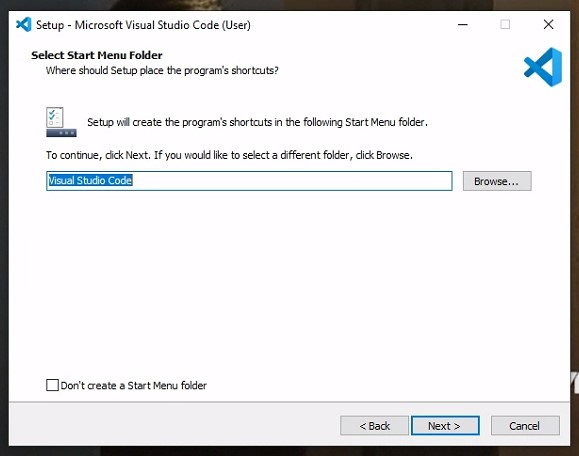 Setup - Microsoft Visual Studio Code (User)
Select Start Menu Folder
Where should Setup place the program's shortcuts?
Setup will create the program's shortcuts in the following Start Menu folder.
To continue, click Next. If you would like to select a different folder, click Browse.
Visual Studio Code
Browse...
Don't create a Start Menu folder
< Back
Next >
Cancel